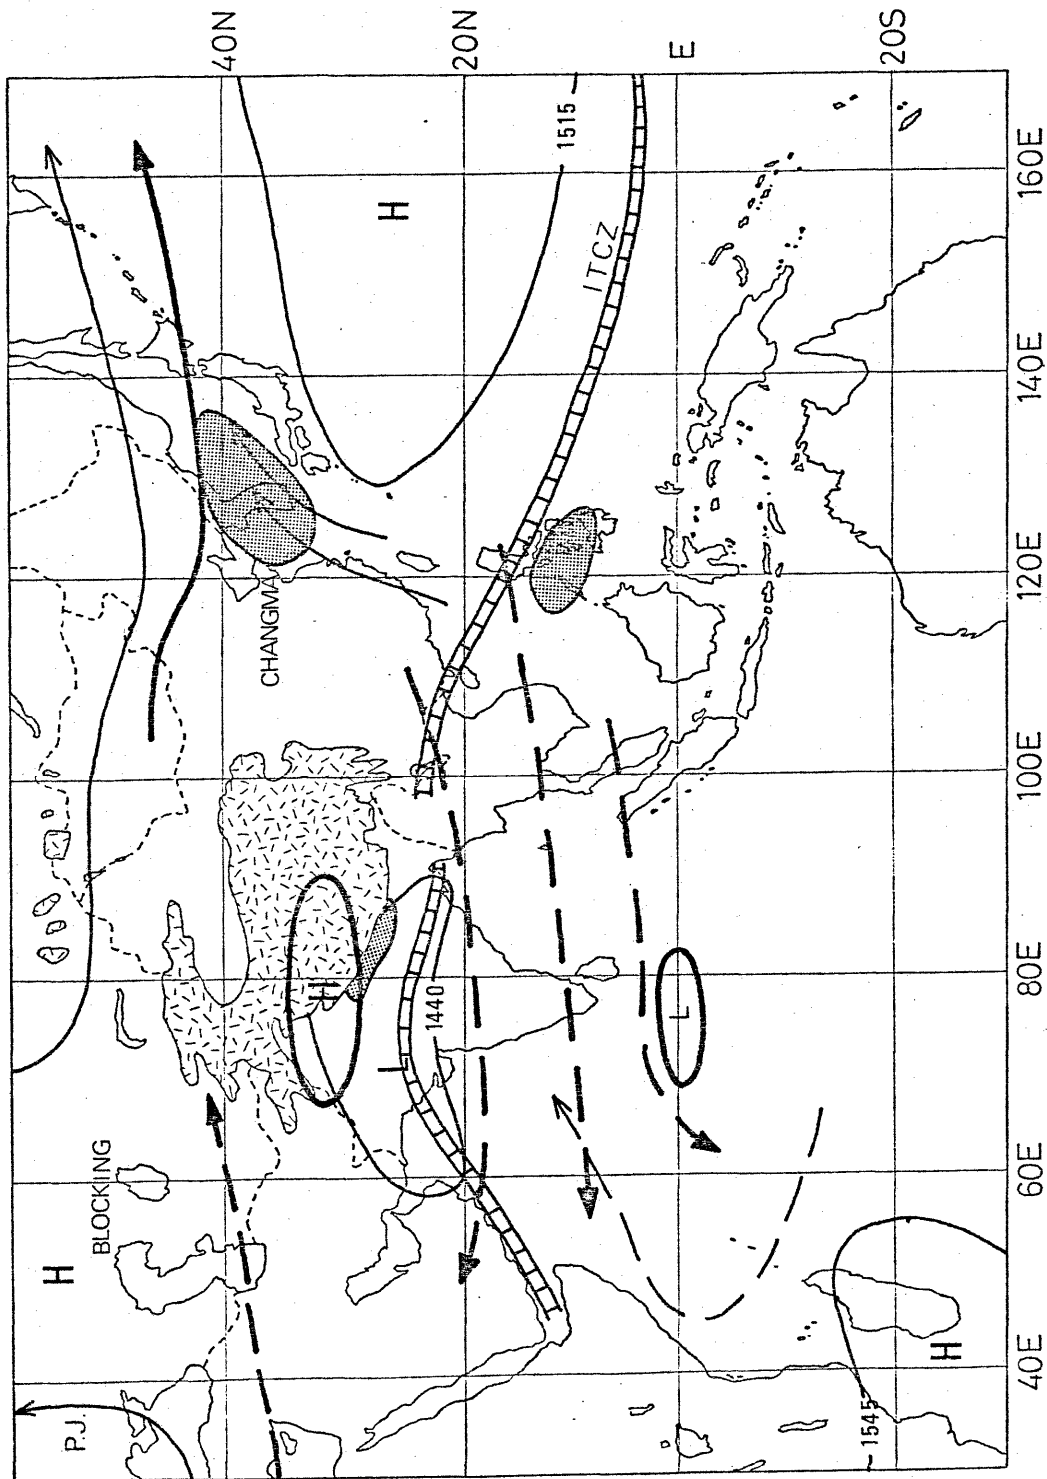 40N
20N
E
20S
160E
140E
120E
100E
80E
60E
40E
P.J.
H
BLOCKING
H
L
1440
CHANGMA
H
1515
ITCZ
L
H
1545